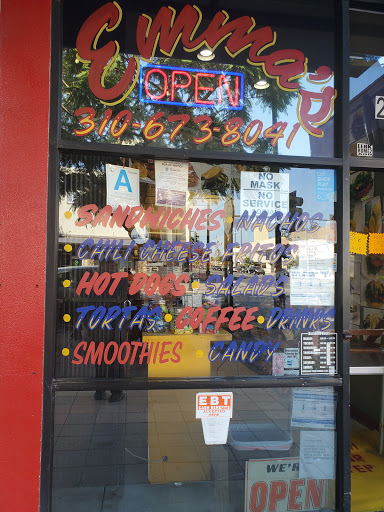 Emma's
OPEN
310-673-8041
A
NO MASK
NO SERVICE
• SANDWICHES • NACHOS
• CHILI CHEESE FRITOS
• HOT DOGS • SALADS
• TORTAS • COFFEE • DRINKS
• SMOOTHIES • CANDY
EBT
WE'RE
OPEN